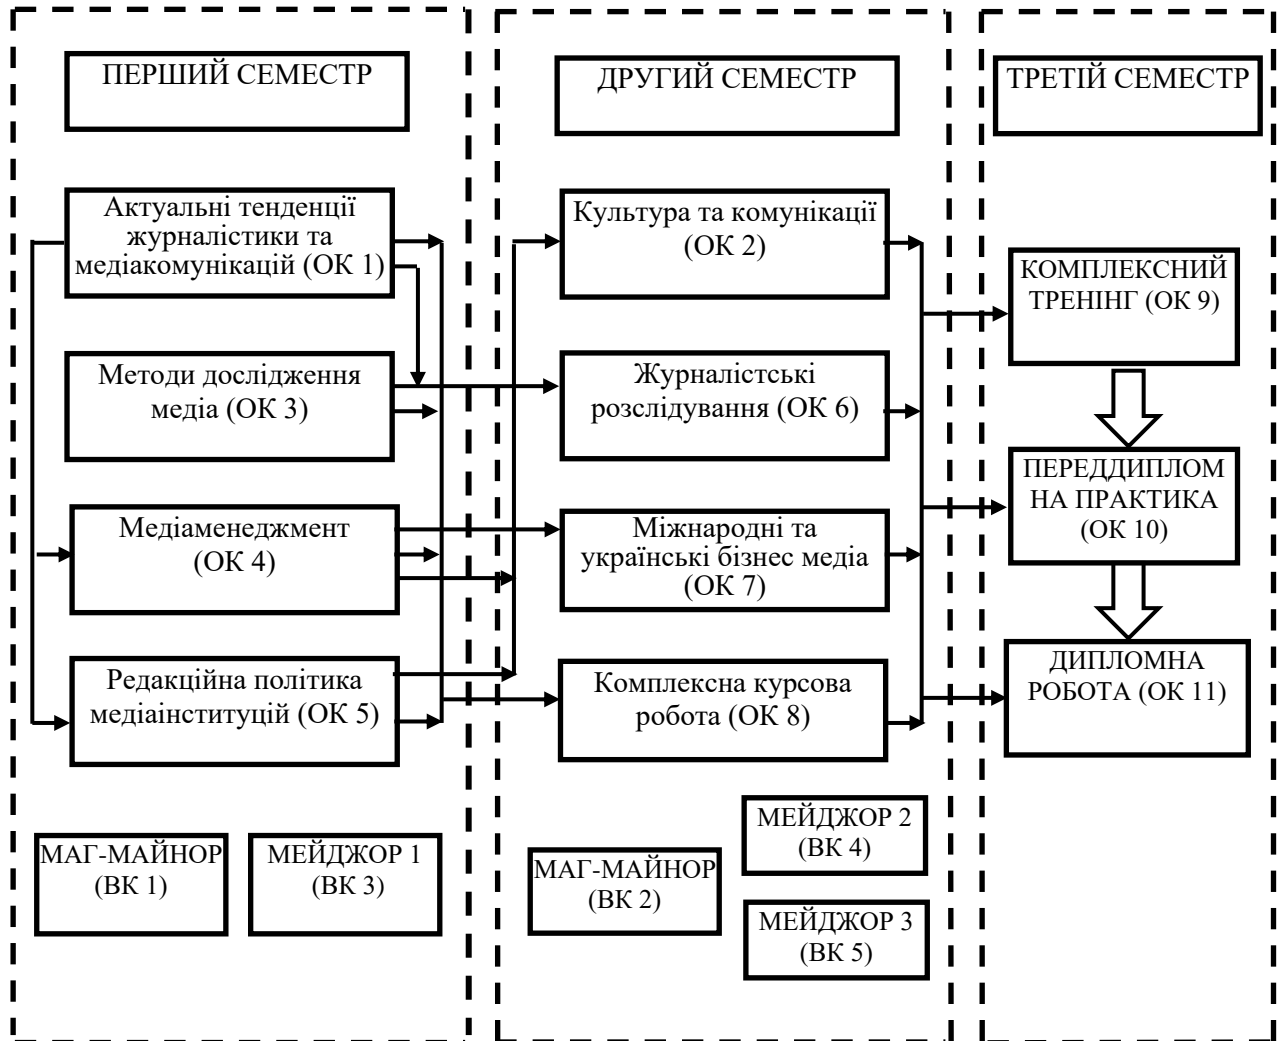 ПЕРШИЙ СЕМЕСТР
Актуальні тенденції
журналістики та
медіакомунікацій (ОК 1)
Методи дослідження
медіа (ОК 3)
Медіаменеджмент
(ОК 4)
Редакційна політика
медіаінституцій (ОК 5)
МАГ-МАЙНОР
(ВК 1)
МЕЙДЖОР 1
(ВК 3)
ДРУГИЙ СЕМЕСТР
Культура та комунікації
(ОК 2)
Журналістські
розслідування (ОК 6)
Міжнародні та
українські бізнес медіа
(ОК 7)
Комплексна курсова
робота (ОК 8)
МАГ-МАЙНОР
(ВК 2)
МЕЙДЖОР 2
(ВК 4)
МЕЙДЖОР 3
(ВК 5)
ТРЕТІЙ СЕМЕСТР
КОМПЛЕКСНИЙ
ТРЕНІНГ (ОК 9)
ПЕРЕДДИПЛОМ
НА ПРАКТИКА
(ОК 10)
ДИПЛОМНА
РОБОТА (ОК 11)